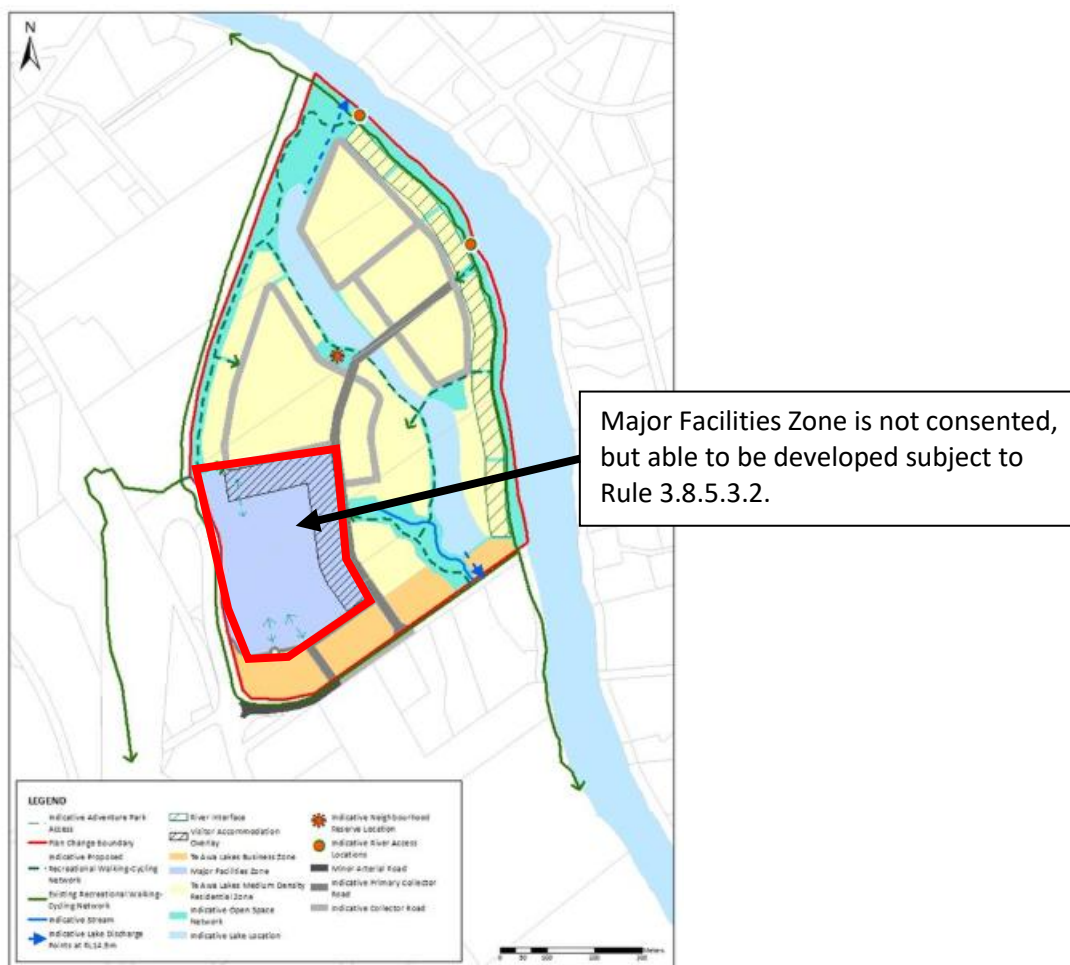 N
Major Facilities Zone is not consented,
but able to be developed subject to
Rule 3.8.5.3.2.
LEGEND
Indicative Adventure Park
Access
Plan Change Boundary
Indicative Proposed
Recreational Walking-Cycling
Network
Existing Recreational Walking-
Cycling Network
Indicative Stream
Indicative Lake Discharge
Points at RL14.5m
River Interface
Visitor Accommodation
Overlay
Te Awa Lakes Business Zone
Major Facilities Zone
Te Awa Lakes Medium Density
Residential Zone
Indicative Open Space
Network
Indicative Lake Location
Indicative Neighbourhood
Reserve Location
Indicative River Access
Locations
Minor Arterial Road
Indicative Primary Collector
Road
Indicative Collector Road
Meters